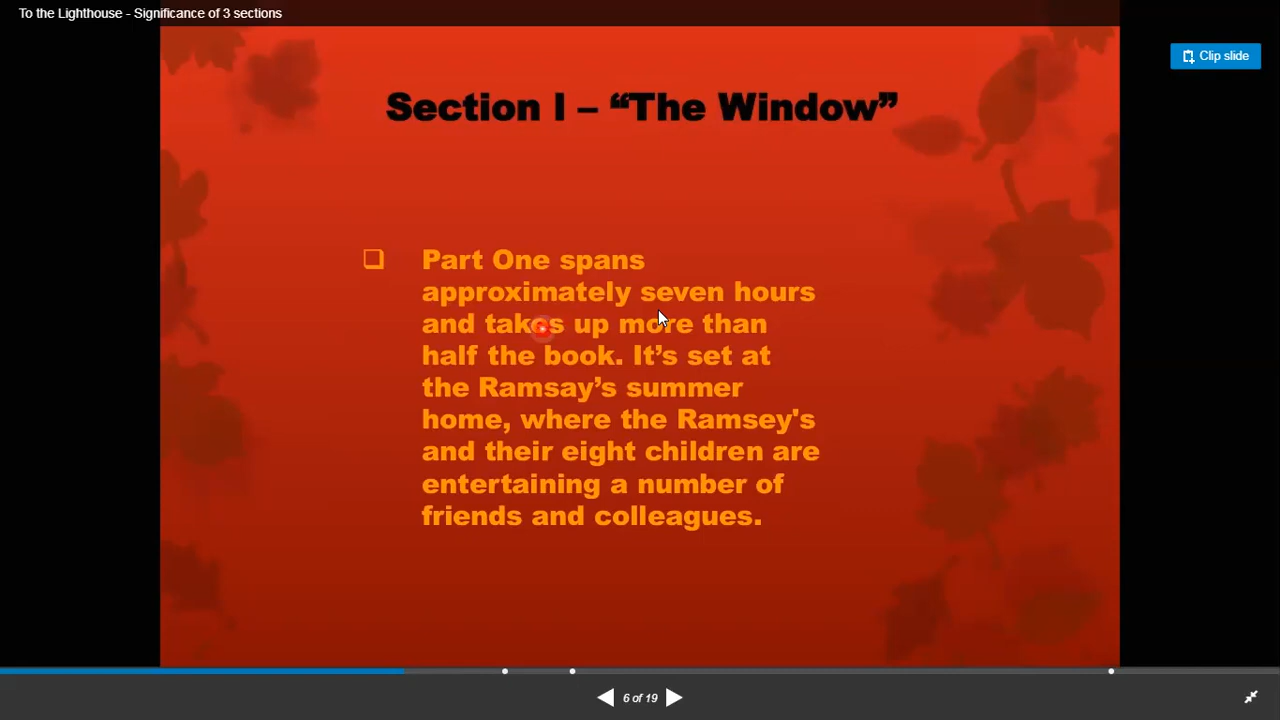 To the Lighthouse - Significance of 3 sections
Clip slide
Section I – “The Window”
Part One spans
approximately seven hours
and takes up more than
half the book. It’s set at
the Ramsay’s summer
home, where the Ramsey's
and their eight children are
entertaining a number of
friends and colleagues.
6 of 19